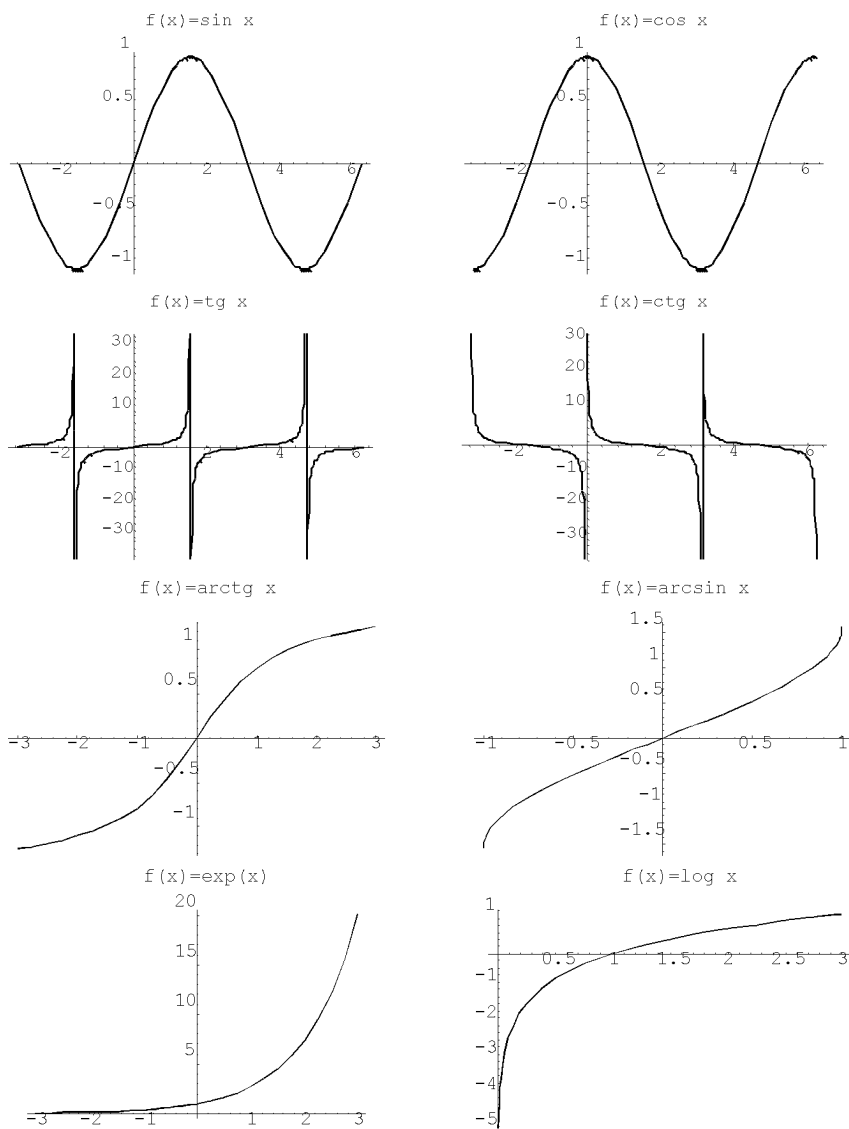 f(x)=sin x
1
0.5
-2 2 4 6
-0.5
-1
f(x)=cos x
1
0.5
-2 2 4 6
-0.5
-1
f(x)=tg x
30
20
10
-2 2 4 6
-10
-20
-30
f(x)=ctg x
30
20
10
-2 2 4 6
-10
-20
-30
f(x)=arctg x
1
0.5
-3 -2 -1 1 2 3
-0.5
-1
f(x)=arcsin x
1.5
1
0.5
-1 -0.5 0.5 1
-0.5
-1
-1.5
f(x)=exp(x)
20
15
10
5
-3 -2 -1 1 2 3
f(x)=log x
1
0.5 1 1.5 2 2.5 3
-1
-2
-3
-4
-5